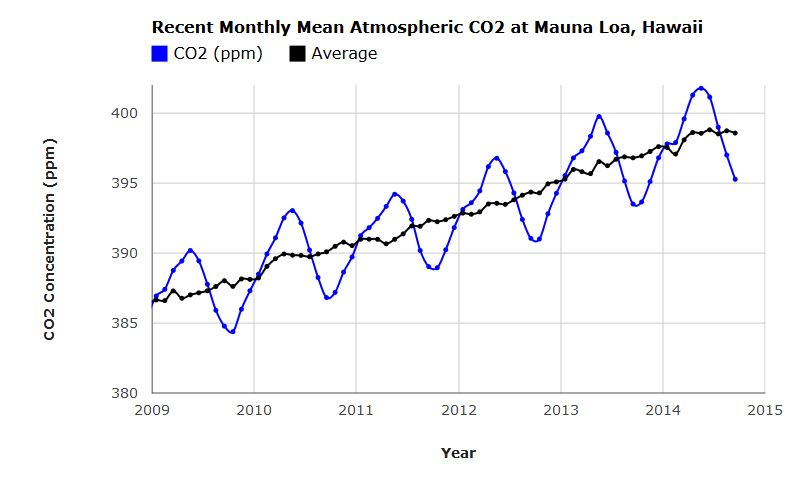 Recent Monthly Mean Atmospheric CO2 at Mauna Loa, Hawaii
CO2 (ppm) Average
400
395
390
385
380
CO2 Concentration (ppm)
2009 2010 2011 2012 2013 2014 2015
Year